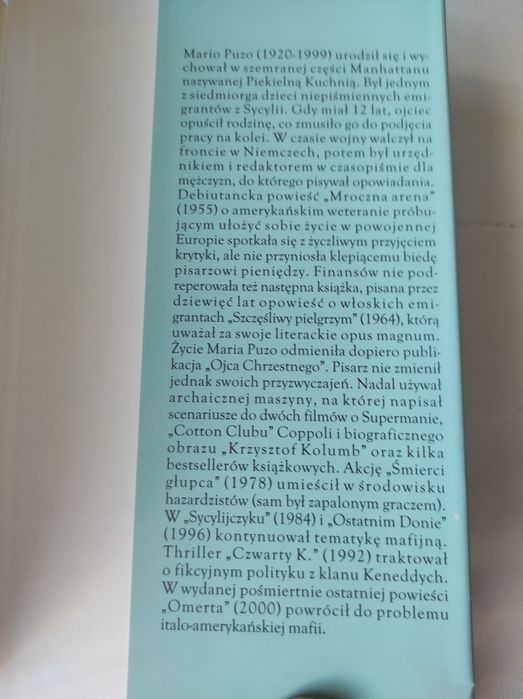 Mario Puzo (1920-1999) urodził się i wy-
chował w szemranej części Manhattanu
nazywanej Piekielną Kuchnią. Był jednym
z siedmiorga dzieci niepiśmiennych emi-
grantów z Sycylii. Gdy miał 12 lat, ojciec
opuścił rodzinę, co zmusiło go do podjęcia
pracy na kolei. W czasie wojny walczył na
froncie w Niemczech, potem był urzęd-
nikiem i redaktorem w czasopiśmie dla
mężczyzn, do którego pisywał opowiadania.
Debiutancka powieść „Mroczna arena”
(1955) o amerykańskim weteranie próbu-
jącym ułożyć sobie życie w powojennej
Europie spotkała się z życzliwym przyjęciem
krytyki, ale nie przyniosła klepiącemu biedę
pisarzowi pieniędzy. Finansów nie pod-
reperowała też następna książka, pisana przez
dziewięć lat opowieść o włoskich emi-
grantach „Szczęśliwy pielgrzym” (1964), którą
uważał za swoje literackie opus magnum.
Życie Maria Puzo odmieniła dopiero publi-
kacja „Ojca Chrzestnego”. Pisarz nie zmienił
jednak swoich przyzwyczajeń. Nadal używał
archaicznej maszyny, na której napisał
scenariusze do dwóch filmów o Supermanie,
„Cotton Clubu” Coppoli i biograficznego
obrazu „Krzysztof Kolumb” oraz kilka
bestsellerów książkowych. Akcję „Śmierci
głupca” (1978) umieścił w środowisku
hazardzistów (sam był zapalonym graczem).
W „Sycylijczyku” (1984) i „Ostatnim Donie”
(1996) kontynuował tematykę mafijną.
Thriller „Czwarty K.” (1992) traktował
o fikcyjnym polityku z klanu Keneddych.
W wydanej pośmiertnie ostatniej powieści
„Omerta” (2000) powrócił do problemu
italo-amerykańskiej mafii.